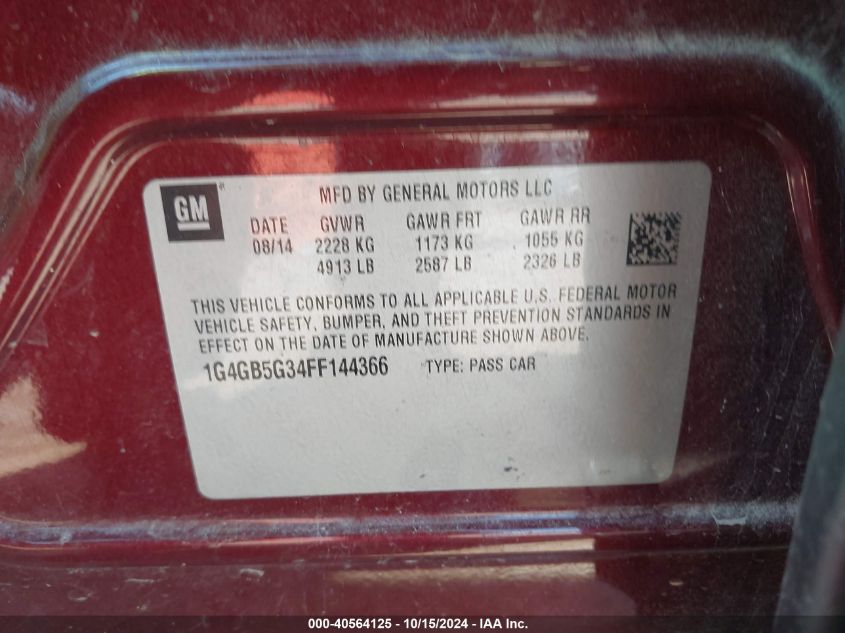 GM® MFD BY GENERAL MOTORS LLC
DATE GVWR GAWR FRT GAWR RR
08/14 2228 KG 1173 KG 1055 KG
4913 LB 2587 LB 2326 LB
THIS VEHICLE CONFORMS TO ALL APPLICABLE U.S. FEDERAL MOTOR
VEHICLE SAFETY, BUMPER, AND THEFT PREVENTION STANDARDS IN
EFFECT ON THE DATE OF MANUFACTURE SHOWN ABOVE.
1G4GB5G34FF144366 TYPE: PASS CAR
000-40564125 - 10/15/2024 - IAA Inc.